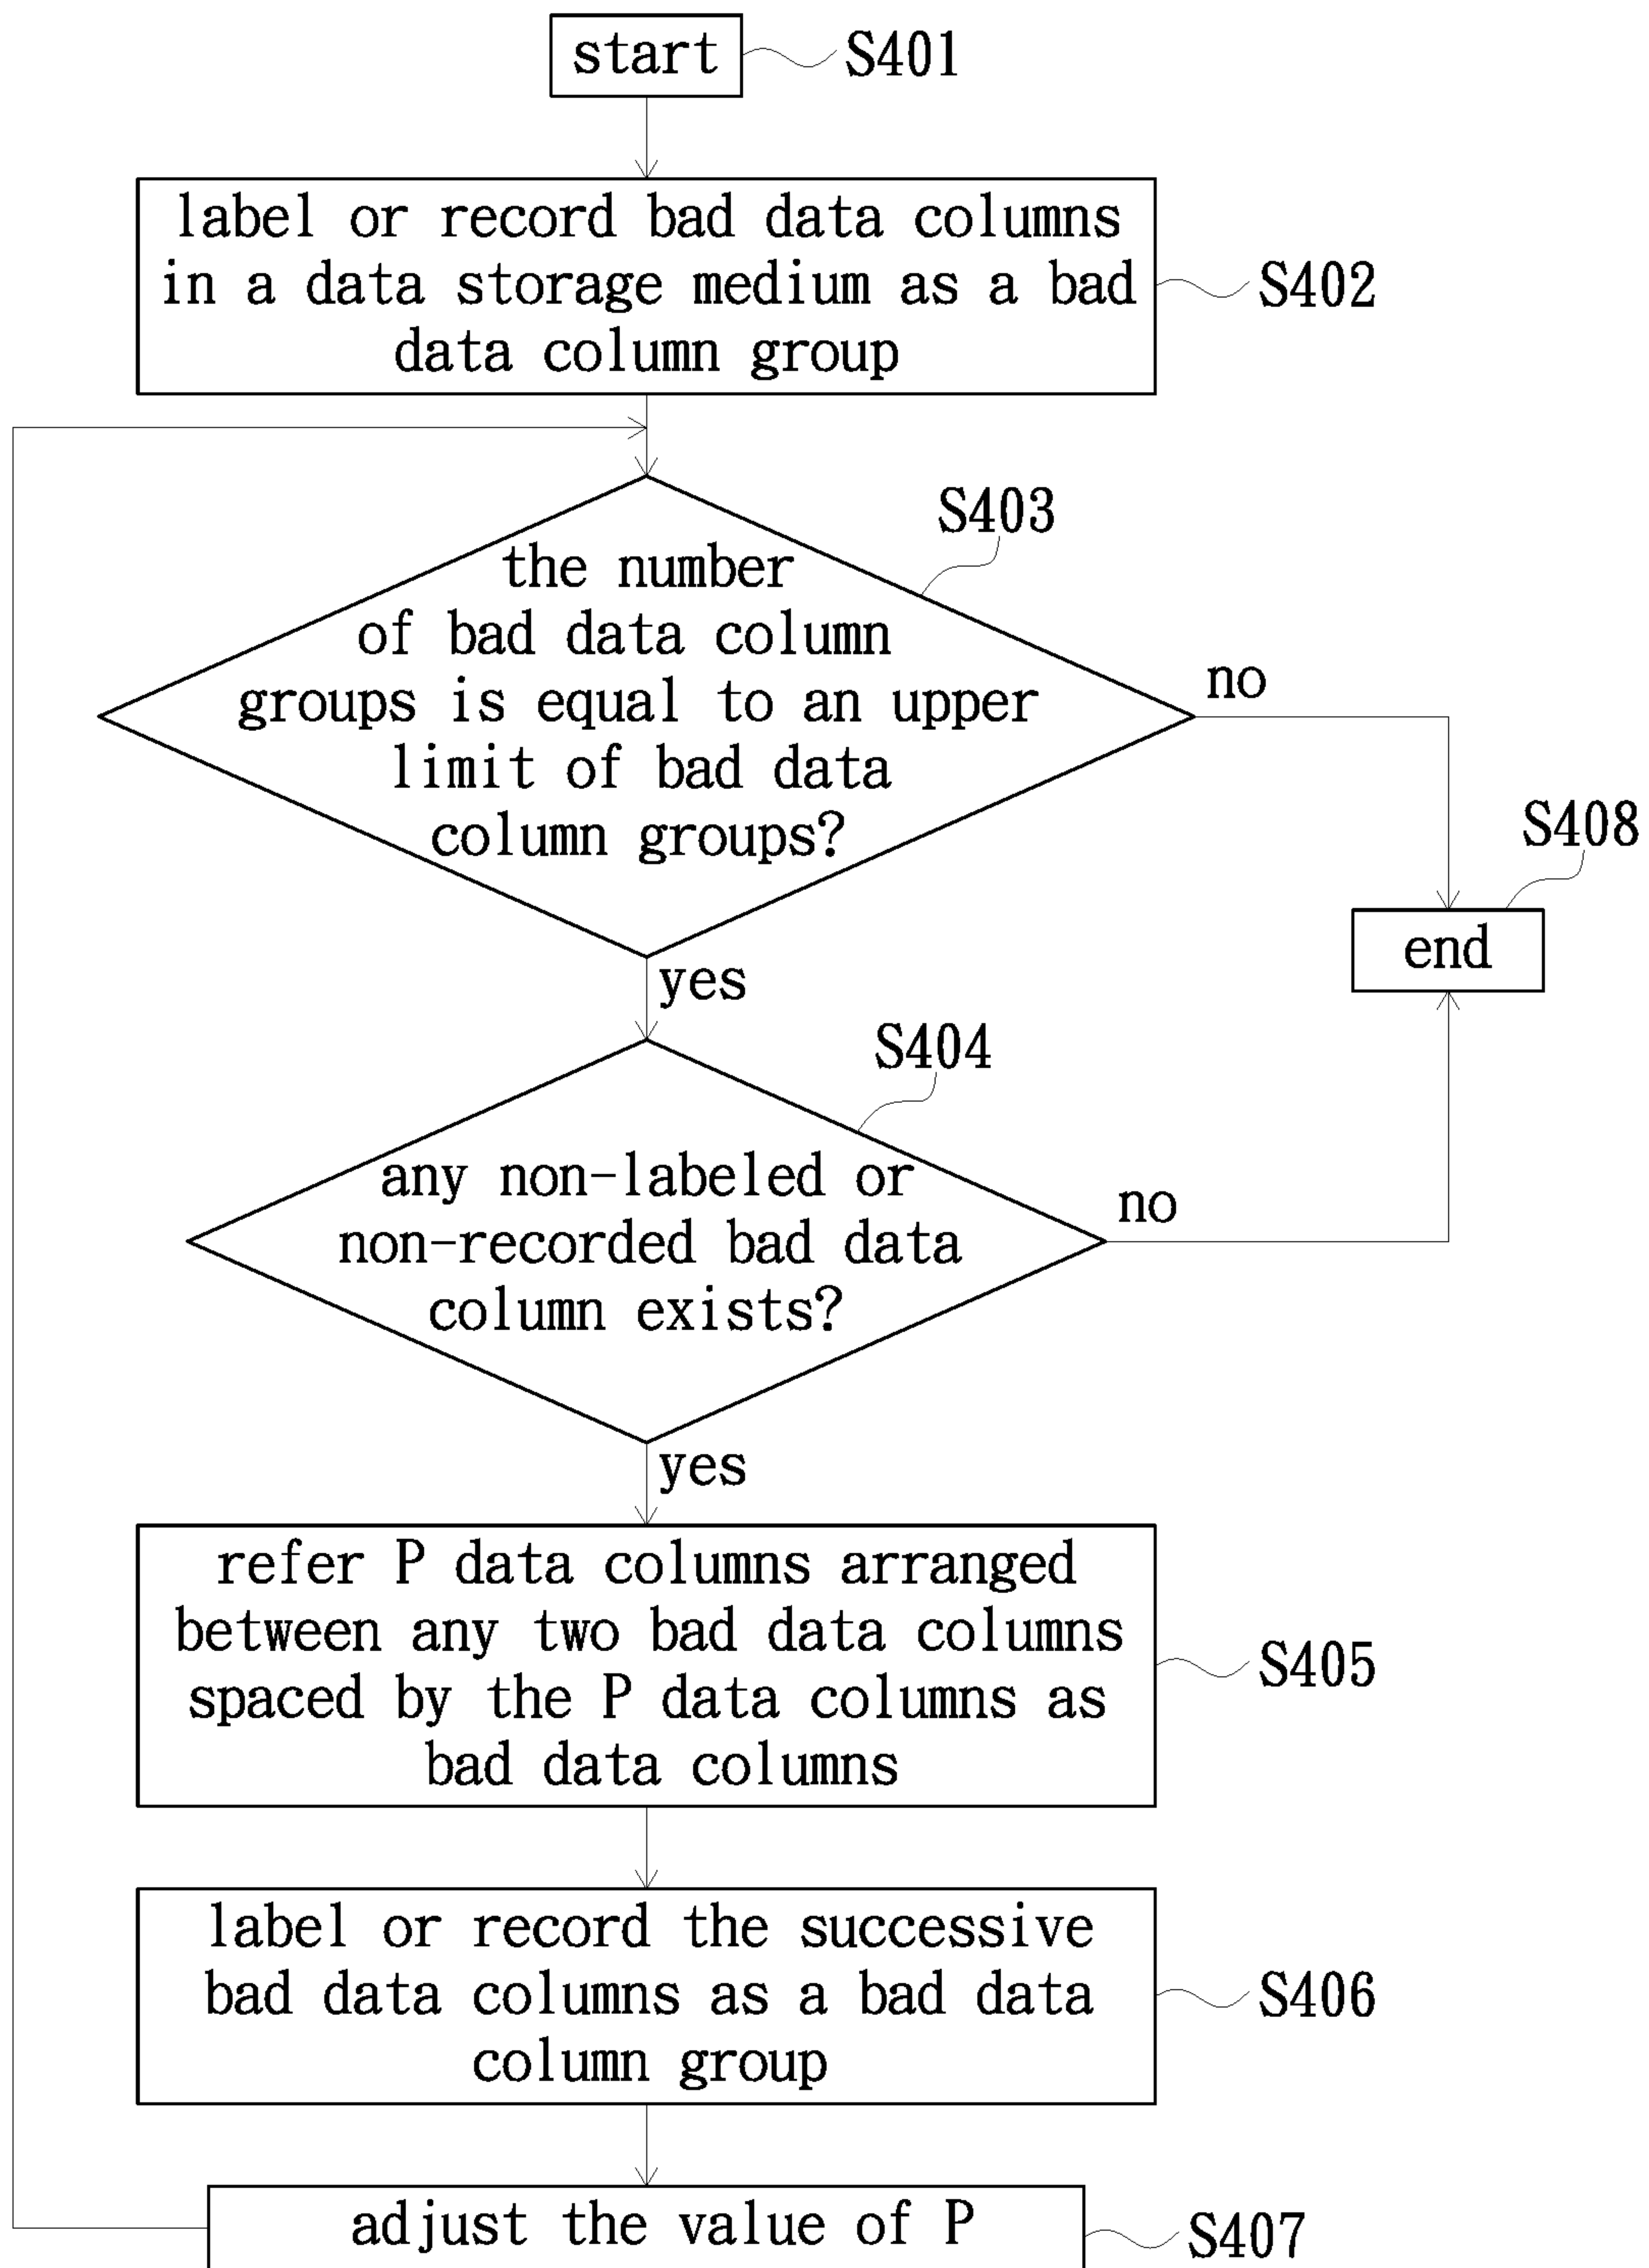 start
S401
label or record bad data columns
in a data storage medium as a bad
data column group
S402
S403
the number
of bad data column
groups is equal to an upper
limit of bad data
column groups?
no
S408
end
yes
S404
any non-labeled or
non-recorded bad data
column exists?
no
yes
refer P data columns arranged
between any two bad data columns
spaced by the P data columns as
bad data columns
S405
label or record the successive
bad data columns as a bad data
column group
S406
adjust the value of P
S407